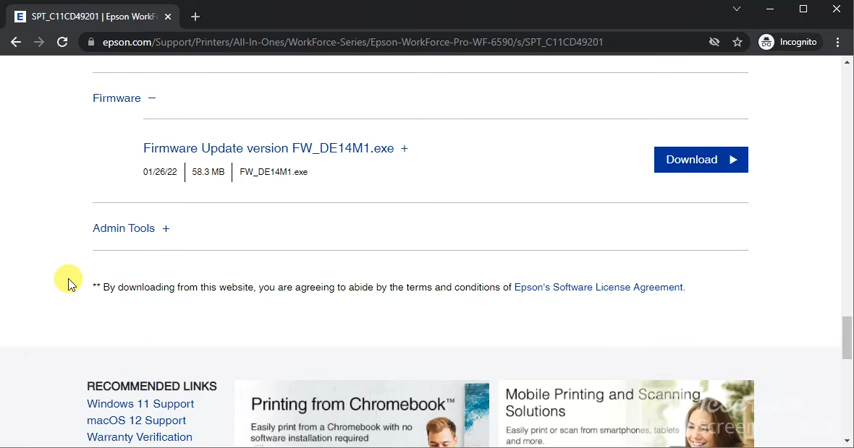 SPT_C11CD49201 | Epson WorkF
epson.com/Support/Printers/All-In-Ones/WorkForce-Series/Epson-WorkForce-Pro-WF-6590/s/SPT_C11CD49201
Incognito
Firmware −
Firmware Update version FW_DE14M1.exe +
Download
01/26/22 | 58.3 MB | FW_DE14M1.exe
Admin Tools +
** By downloading from this website, you are agreeing to abide by the terms and conditions of Epson's Software License Agreement.
RECOMMENDED LINKS
Windows 11 Support
macOS 12 Support
Warranty Verification
Printing from Chromebook™
Easily print from a Chromebook with no
software installation required
Mobile Printing and Scanning
Solutions
Easily print or scan from smartphones, tablets
and more.